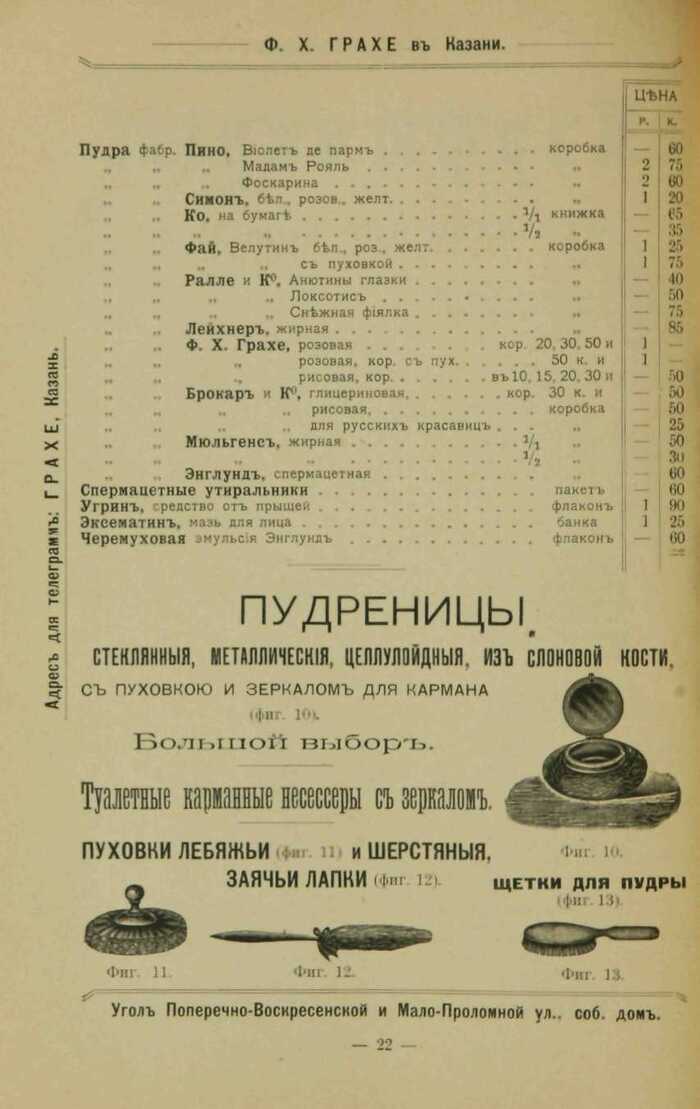 Ф. Х. ГРАХЕ въ Казани.
ЦѢНА
Р. К.
Пудра фабр. Пино, Віолетъ де пармъ . . . . . . . . . . коробка — 60
„ „ „ Мадамъ Рояль . . . . . . . . . . „ 2 75
„ „ „ Фоскарина . . . . . . . . . . „ 2 60
„ „ Симонъ, бѣл., розов., желт. . . . . . . . . . „ 1 20
„ „ Ко, на бумагѣ . . . . . . . . . . ¹/₁ книжка — 65
„ „ „ „ . . . . . . . . . . ¹/₂ „ — 35
„ „ Фай, Велутинъ бѣл., роз., желт. . . . . . . . коробка 1 25
„ „ „ „ съ пуховкой . . . . . . . . „ 1 75
„ „ Ралле и К⁰, Анютины глазки . . . . . . . . „ — 40
„ „ „ „ Локсотисъ . . . . . . . . „ — 50
„ „ „ „ Снѣжная фіялка . . . . . . . . „ — 75
„ „ Лейхнеръ, жирная . . . . . . . . . . „ — 85
„ „ Ф. Х. Грахе, розовая . . . . . . . кор. 20, 30, 50 и 1 —
„ „ „ розовая, кор. съ пух. . . . . . 50 к. и 1 —
„ „ „ рисовая, кор. . . . . . . въ 10, 15, 20, 30 и — 50
„ „ Брокаръ и К⁰, глицериновая, . . . . . . кор. 30 к. и — 50
„ „ „ „ рисовая, . . . . . . . . коробка — 50
„ „ „ „ для русскихъ красавицъ . . . „ — 25
„ „ Мюльгенсъ, жирная . . . . . . . . . . ¹/₁ „ — 50
„ „ „ „ . . . . . . . . . . ¹/₂ „ — 30
„ „ Энглундъ, спермацетная . . . . . . . . „ — 60
Спермацетные утиральники . . . . . . . . . . пакетъ — 60
Угринъ, средство отъ прыщей . . . . . . . . . . флаконъ 1 90
Эксематинъ, мазь для лица . . . . . . . . . . банка 1 25
Черемуховая эмульсія Энглундъ . . . . . . . . . . флаконъ — 60
Адресъ для телеграммъ: ГРАХЕ, Казань.
ПУДРЕНИЦЫ
СТЕКЛЯННЫЯ, МЕТАЛЛИЧЕСКІЯ, ЦЕЛЛУЛОЙДНЫЯ, ИЗЪ СЛОНОВОЙ КОСТИ,
СЪ ПУХОВКОЮ И ЗЕРКАЛОМЪ ДЛЯ КАРМАНА
(фиг. 10).
Большой выборъ.
Туалетные карманные несессеры съ зеркаломъ.
Фиг. 10.
ПУХОВКИ ЛЕБЯЖЬИ (фиг. 11) и ШЕРСТЯНЫЯ,
ЗАЯЧЬИ ЛАПКИ (фиг. 12).
ЩЕТКИ ДЛЯ ПУДРЫ
(фиг. 13).
Фиг. 11.
Фиг. 12.
Фиг. 13.
Уголъ Поперечно-Воскресенской и Мало-Проломной ул., соб. домъ.
— 22 —